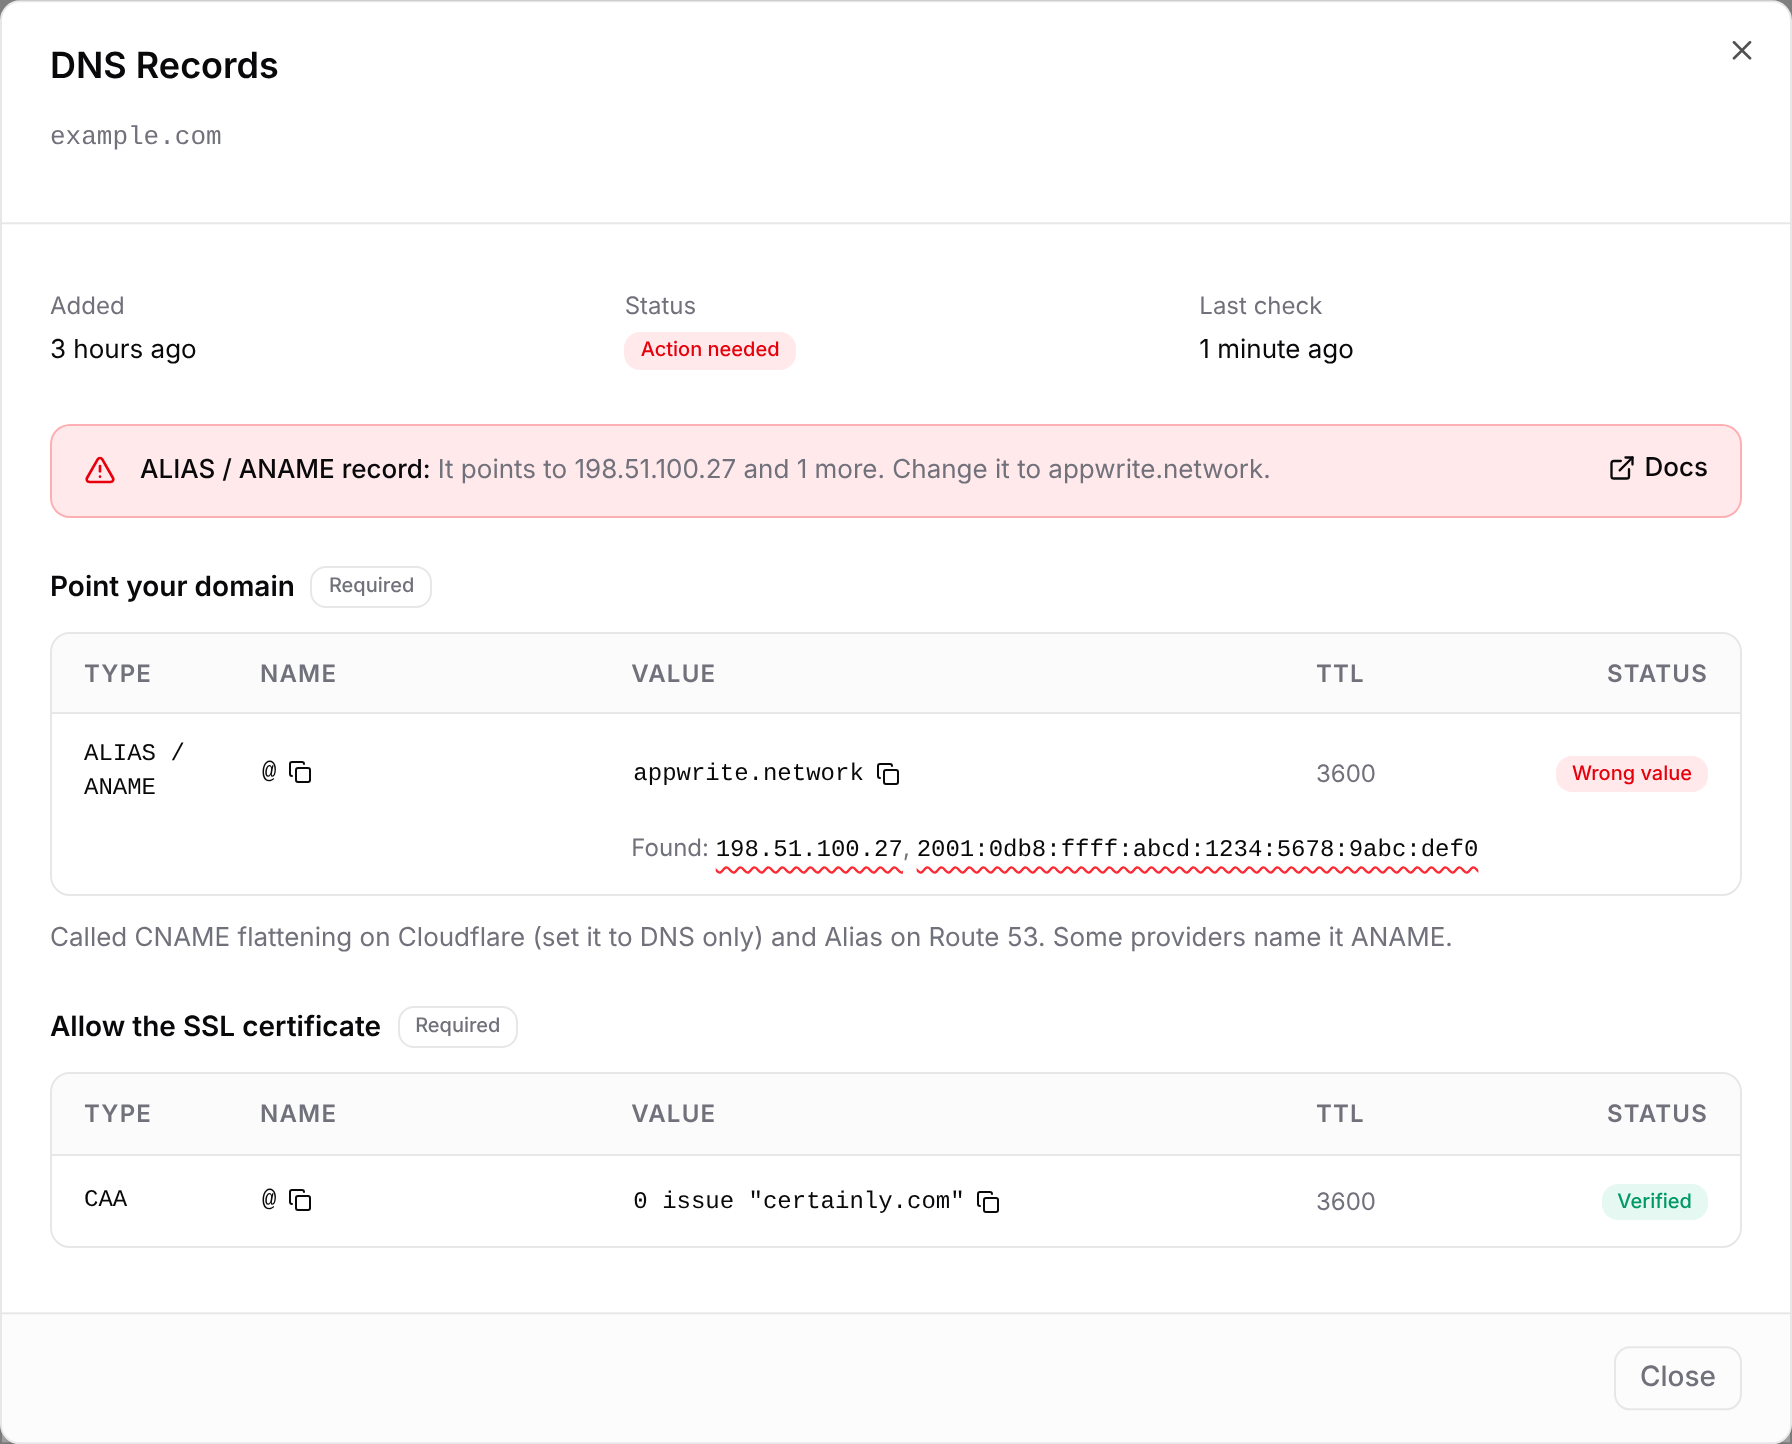 DNS Records
example.com
Added
Status
Last check
3 hours ago
Action needed
1 minute ago
ALIAS / ANAME record: It points to 198.51.100.27 and 1 more. Change it to appwrite.network.
Docs
Point your domain
Required
TYPE NAME VALUE TTL STATUS
ALIAS /
ANAME
@
appwrite.network
3600
Wrong value
Found: 198.51.100.27, 2001:0db8:ffff:abcd:1234:5678:9abc:def0
Called CNAME flattening on Cloudflare (set it to DNS only) and Alias on Route 53. Some providers name it ANAME.
Allow the SSL certificate
Required
TYPE NAME VALUE TTL STATUS
CAA @ 0 issue "certainly.com" 3600 Verified
Close